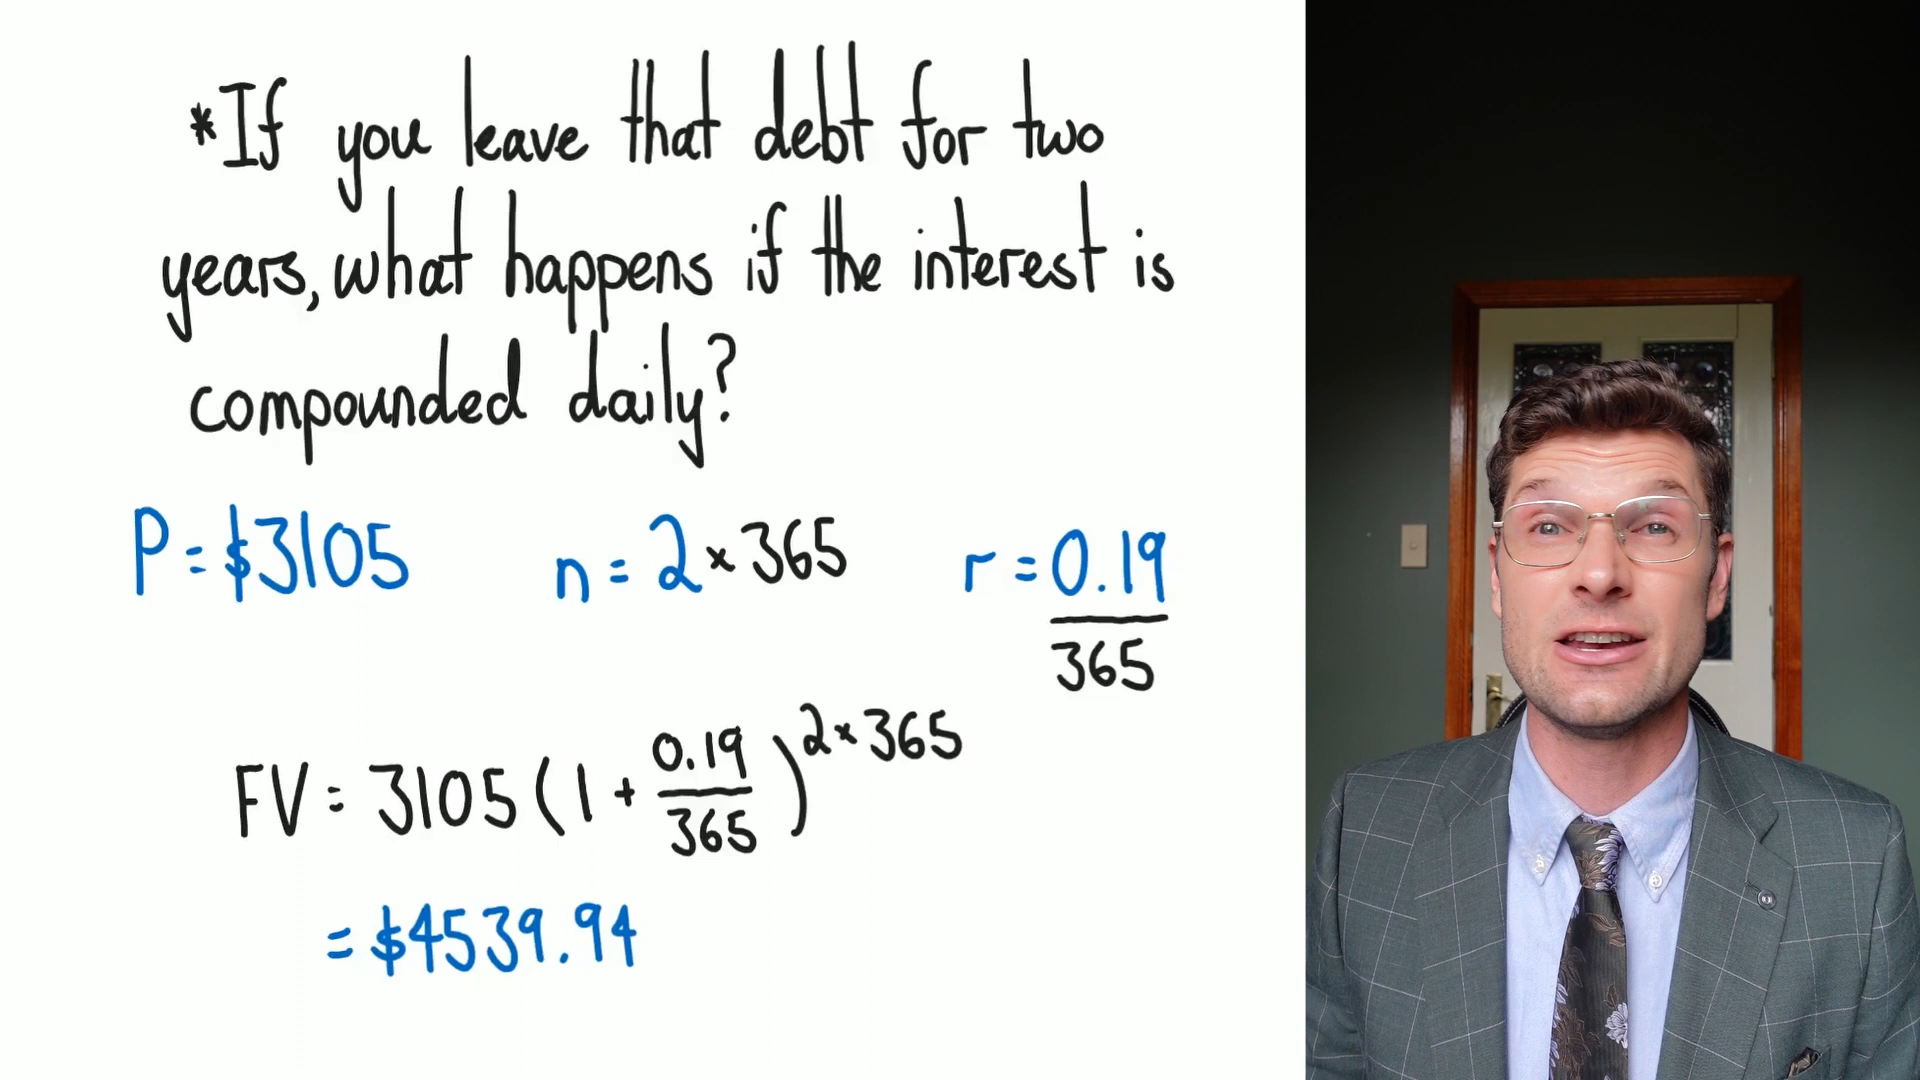 *If you leave that debt for two
years, what happens if the interest is
compounded daily?
P = $3105 n = 2 × 365 r = 0.19/365
FV = 3105 (1 + 0.19/365)^2×365
= $4539.94